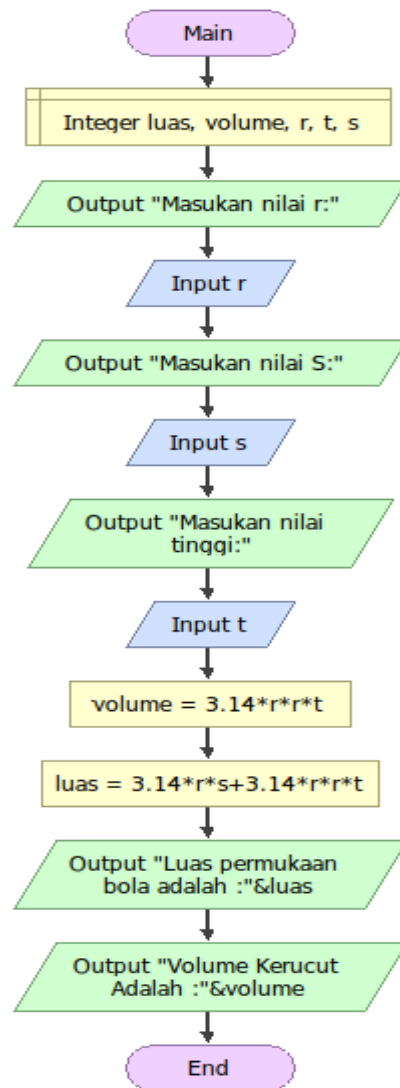 Main
Integer luas, volume, r, t, s
Output "Masukan nilai r:"
Input r
Output "Masukan nilai S:"
Input s
Output "Masukan nilai
tinggi:"
Input t
volume = 3.14*r*r*t
luas = 3.14*r*s+3.14*r*r*t
Output "Luas permukaan
bola adalah :"&luas
Output "Volume Kerucut
Adalah :"&volume
End